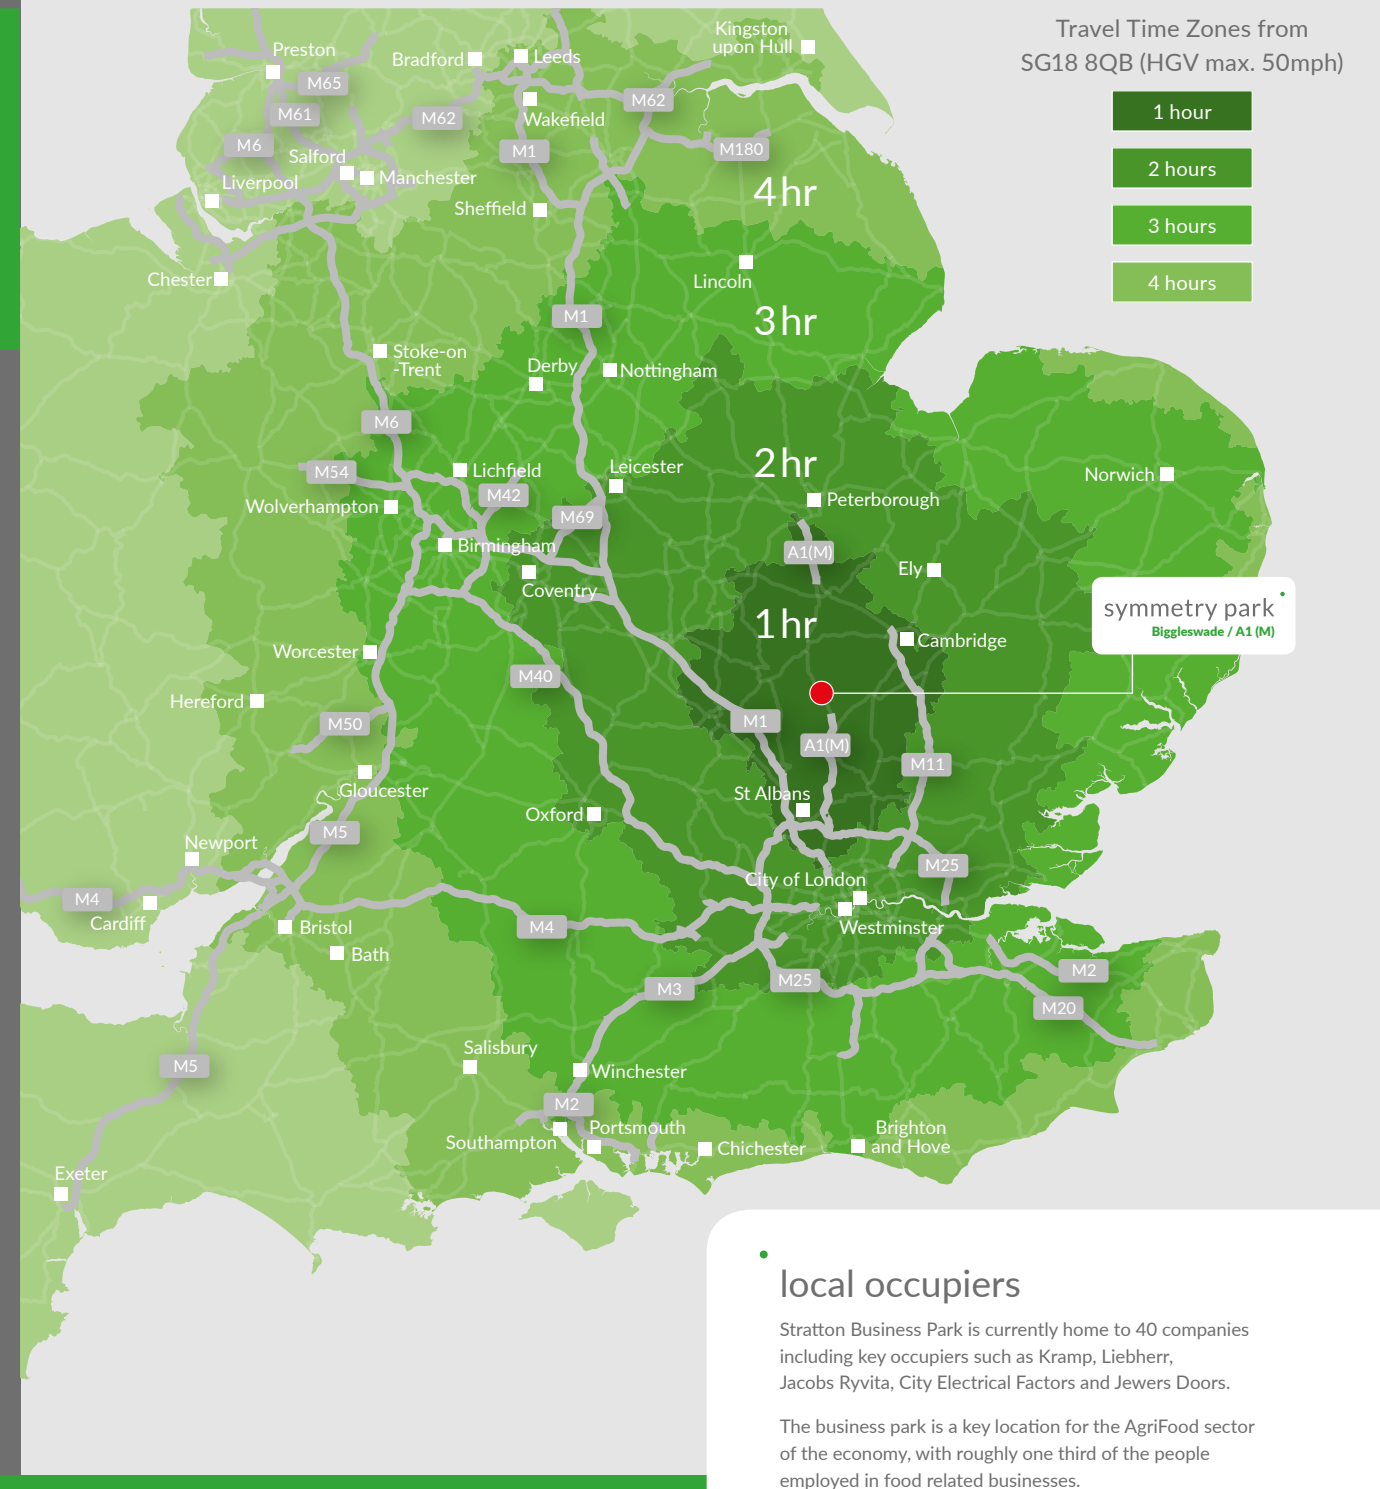 Travel Time Zones from
SG18 8QB (HGV max. 50mph)
1 hour
2 hours
3 hours
4 hours
Kingston
upon Hull
Preston
Bradford
Leeds
M65
M61
M62
M62
Wakefield
M6
M1
M180
Salford
Manchester
Liverpool
4hr
Sheffield
Chester
Lincoln
M1
3hr
Stoke-on
-Trent
Derby
Nottingham
M6
2hr
M54
Lichfield
Leicester
Norwich
M42
Wolverhampton
Peterborough
M69
Birmingham
A1(M)
Ely
Coventry
symmetry park
Biggleswade / A1 (M)
1hr
Cambridge
Worcester
M40
Hereford
M50
M1
A1(M)
M11
Gloucester
St Albans
Oxford
M5
Newport
M25
City of London
M4
Cardiff
Bristol
M4
Westminster
Bath
M2
M25
M3
M20
Salisbury
M5
Winchester
M2
Southampton
Portsmouth
Chichester
Brighton
and Hove
Exeter
local occupiers
Stratton Business Park is currently home to 40 companies
including key occupiers such as Kramp, Liebherr,
Jacobs Ryvita, City Electrical Factors and Jewers Doors.
The business park is a key location for the AgriFood sector
of the economy, with roughly one third of the people
employed in food related businesses.